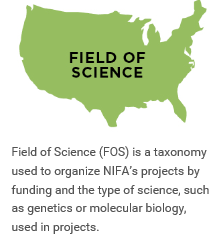 FIELD OF
SCIENCE
Field of Science (FOS) is a taxonomy
used to organize NIFA's projects by
funding and the type of science, such
as genetics or molecular biology,
used in projects.